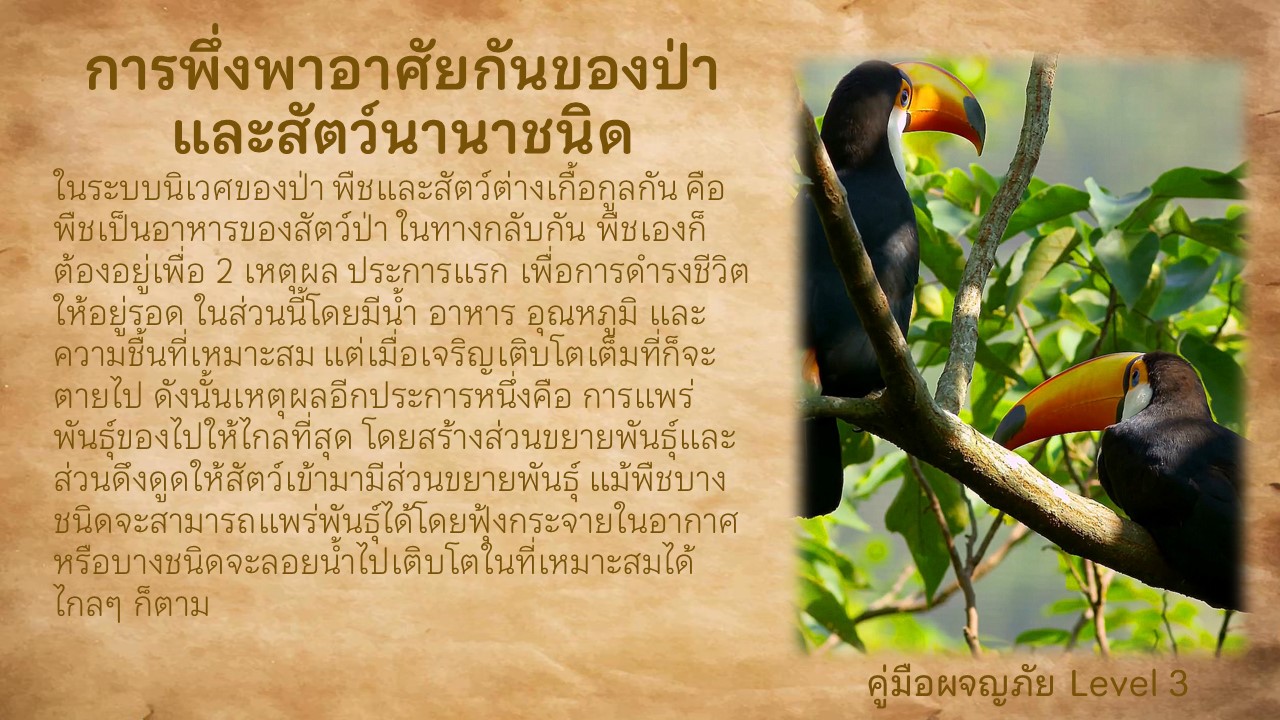 การพึ่งพาอาศัยกันของป่า
และสัตว์นานาชนิด
ในระบบนิเวศของป่า พืชและสัตว์ต่างเกื้อกูลกัน คือ
พืชเป็นอาหารของสัตว์ป่า ในทางกลับกัน พืชเองก็
ต้องอยู่เพื่อ 2 เหตุผล ประการแรก เพื่อการดำรงชีวิต
ให้อยู่รอด ในส่วนนี้โดยมีน้ำ อาหาร อุณหภูมิ และ
ความชื้นที่เหมาะสม แต่เมื่อเจริญเติบโตเต็มที่ก็จะ
ตายไป ดังนั้นเหตุผลอีกประการหนึ่งคือ การแพร่
พันธุ์ของไปให้ไกลที่สุด โดยสร้างส่วนขยายพันธุ์และ
ส่วนดึงดูดให้สัตว์เข้ามามีส่วนขยายพันธุ์ แม้พืชบาง
ชนิดจะสามารถแพร่พันธุ์ได้โดยฟุ้งกระจายในอากาศ
หรือบางชนิดจะลอยน้ำไปเติบโตในที่เหมาะสมได้
ไกลๆ ก็ตาม
คู่มือผจญภัย Level 3